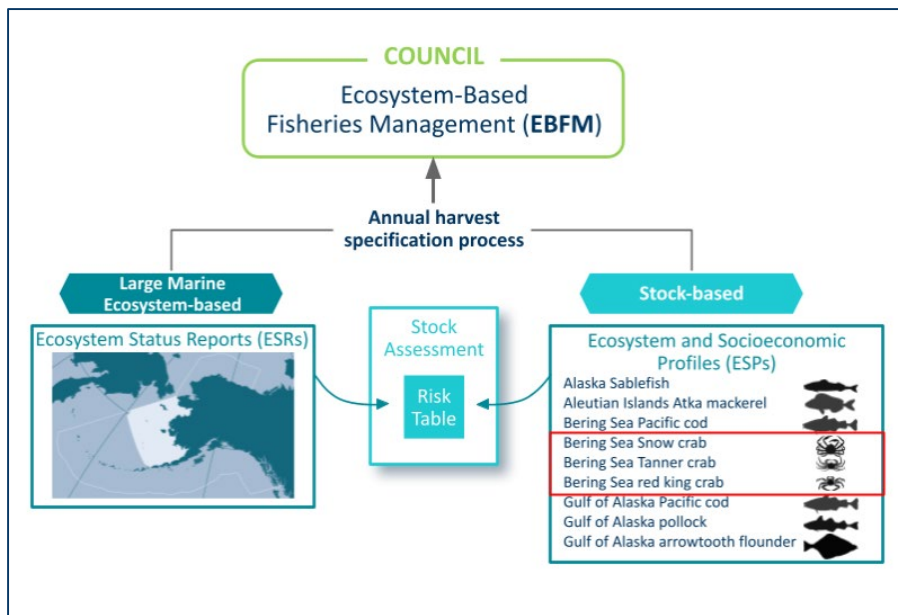 COUNCIL
Ecosystem-Based
Fisheries Management (EBFM)
Annual harvest
specification process
Large Marine
Ecosystem-based
Ecosystem Status Reports (ESRs)
Stock
Assessment
Risk
Table
Stock-based
Ecosystem and Socioeconomic
Profiles (ESPs)
Alaska Sablefish
Aleutian Islands Atka mackerel
Bering Sea Pacific cod
Bering Sea Snow crab
Bering Sea Tanner crab
Bering Sea red king crab
Gulf of Alaska Pacific cod
Gulf of Alaska pollock
Gulf of Alaska arrowtooth flounder